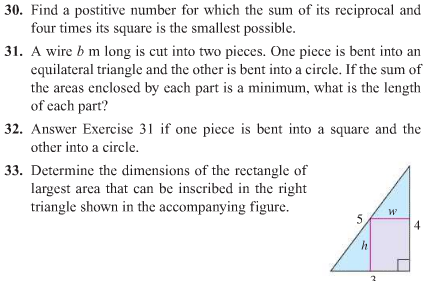 30. Find a postitive number for which the sum of its reciprocal and
four times its square is the smallest possible.
31. A wire b m long is cut into two pieces. One piece is bent into an
equilateral triangle and the other is bent into a circle. If the sum of
the areas enclosed by each part is a minimum, what is the length
of each part?
32. Answer Exercise 31 if one piece is bent into a square and the
other into a circle.
33. Determine the dimensions of the rectangle of
largest area that can be inscribed in the right
triangle shown in the accompanying figure.
w
5
4
h
3